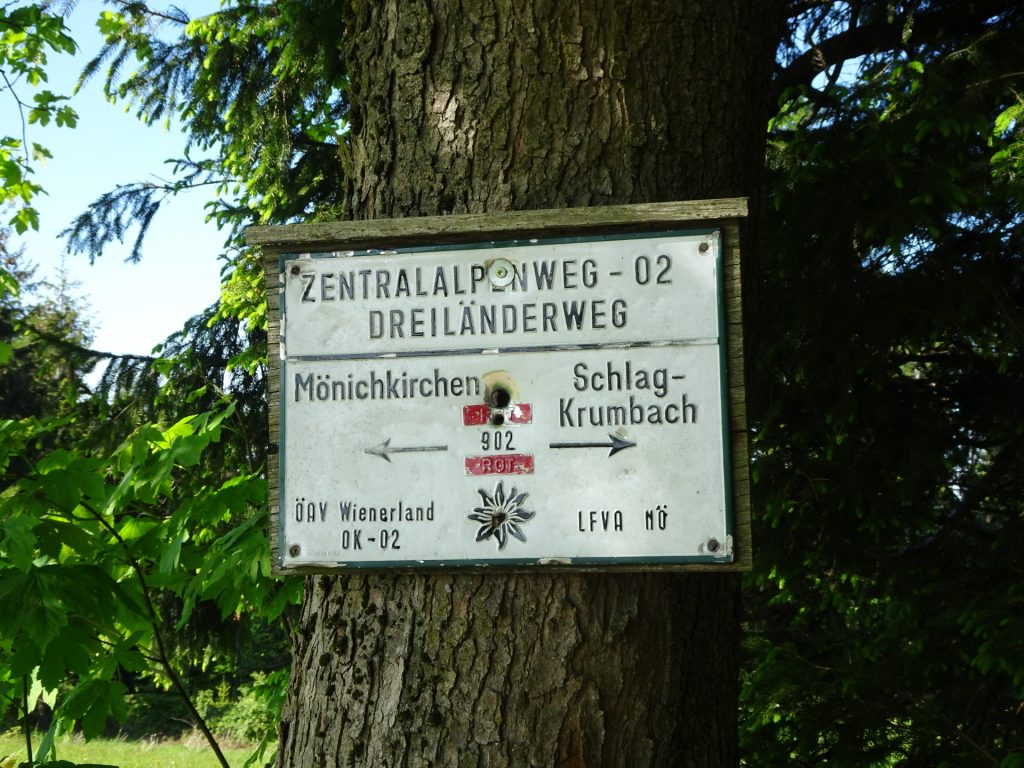 ZENTRALALPENWEG - 02
DREILÄNDERWEG
Mönichkirchen
Schlag-
Krumbach
902
ROT
ÖAV Wienerland
OK-02
LFVA NÖ